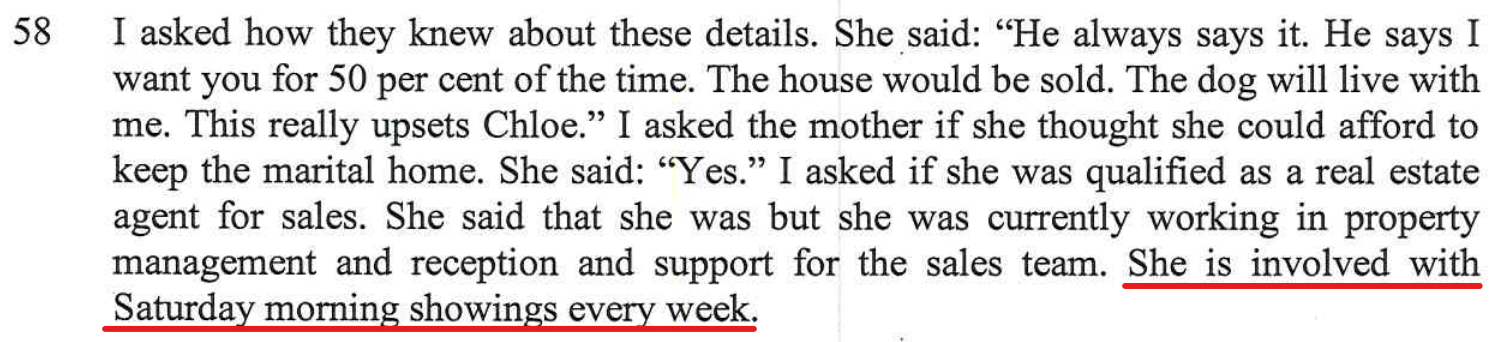 58 I asked how they knew about these details. She said: “He always says it. He says I
want you for 50 per cent of the time. The house would be sold. The dog will live with
me. This really upsets Chloe.” I asked the mother if she thought she could afford to
keep the marital home. She said: “Yes.” I asked if she was qualified as a real estate
agent for sales. She said that she was but she was currently working in property
management and reception and support for the sales team. She is involved with
Saturday morning showings every week.